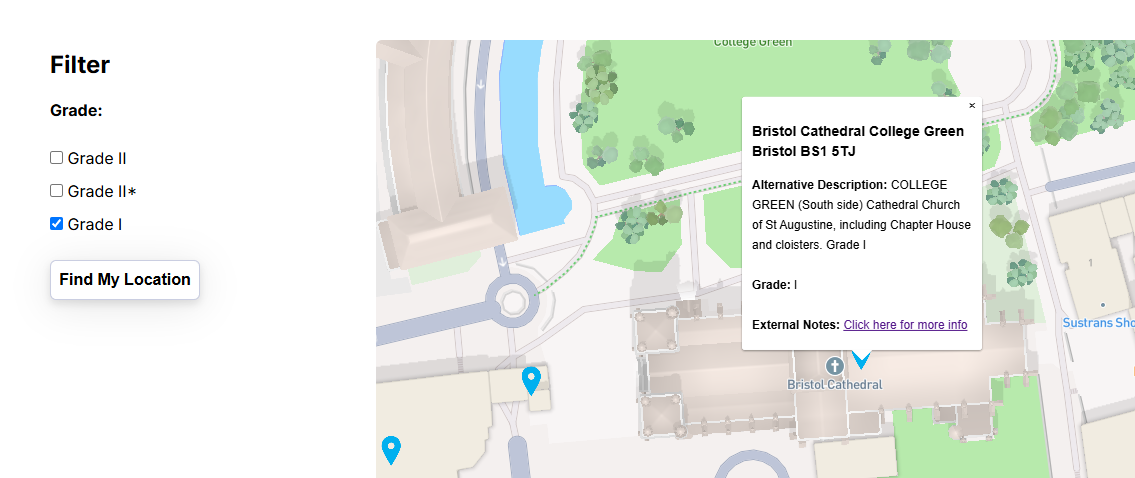 Filter
Grade:
Grade II
Grade II*
Grade I
Find My Location
College Green
×
Bristol Cathedral College Green
Bristol BS1 5TJ
Alternative Description: COLLEGE
GREEN (South side) Cathedral Church
of St Augustine, including Chapter House
and cloisters. Grade I
Grade: I
External Notes: Click here for more info
Sustrans Sho
Bristol Cathedral